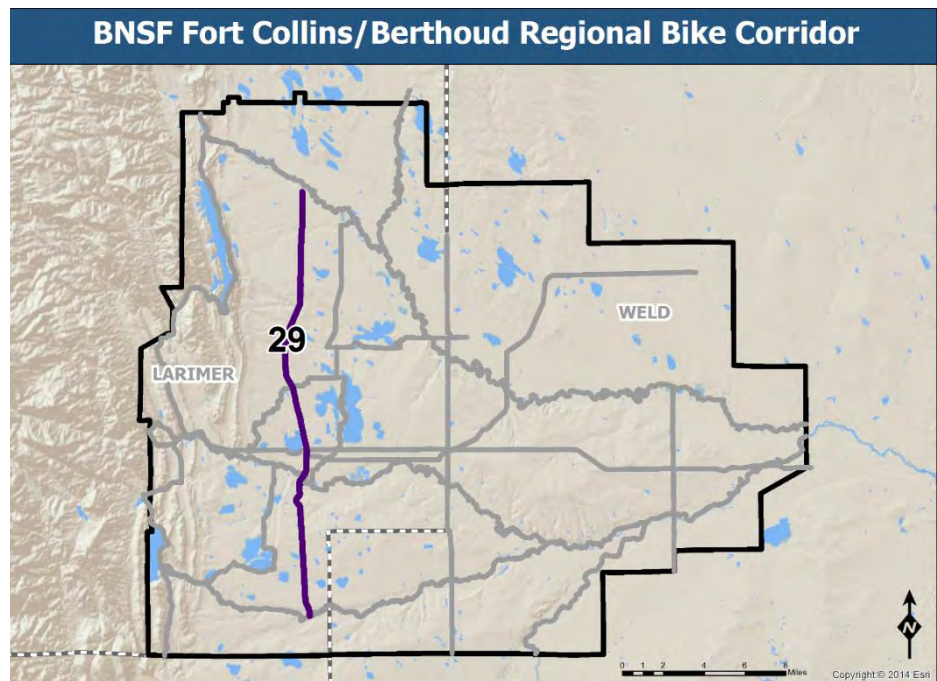 BNSF Fort Collins/Berthoud Regional Bike Corridor
WELD
29
LARIMER
N
0 1 2 4 6 8
Miles
Copyright:© 2014 Esri